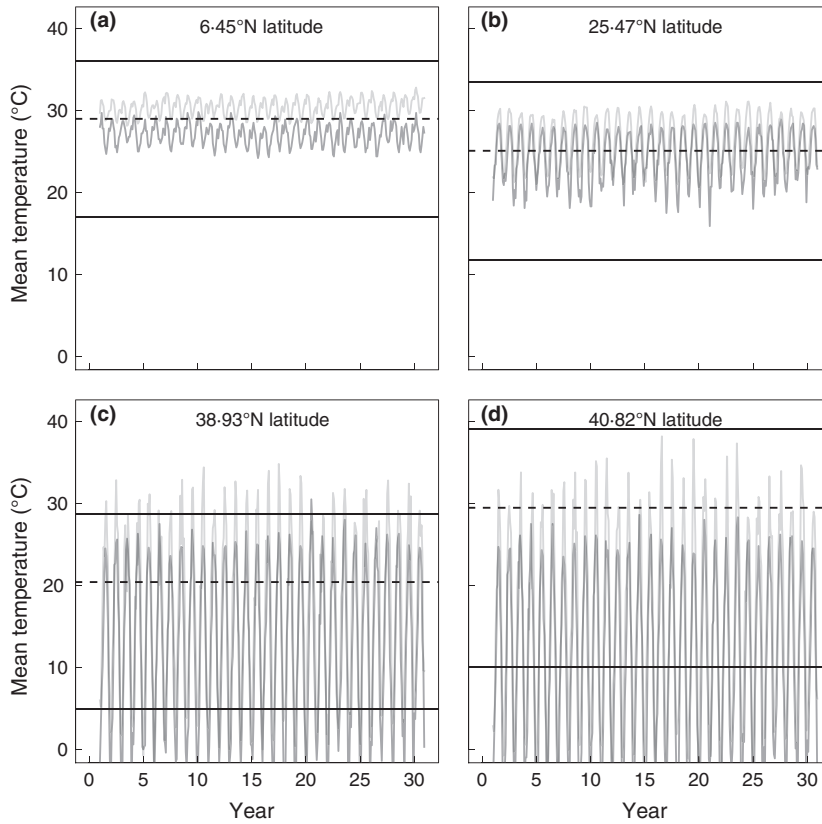 (a)
6·45°N latitude
(b)
25·47°N latitude
40
30
20
10
0
Mean temperature (°C)
(c)
38·93°N latitude
(d)
40·82°N latitude
40
30
20
10
0
Mean temperature (°C)
0 5 10 15 20 25 30
0 5 10 15 20 25 30
Year
Year